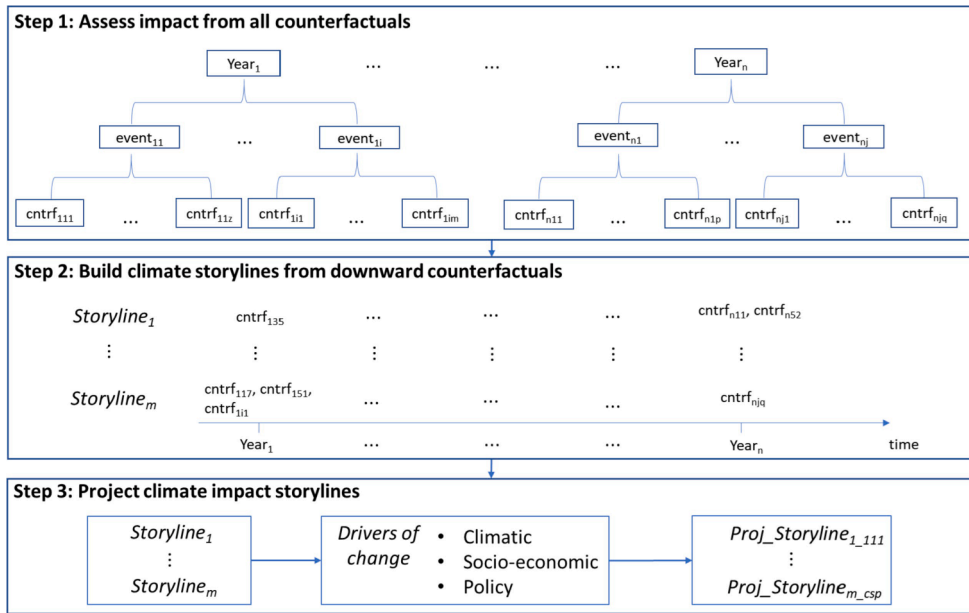 Step 1: Assess impact from all counterfactuals
Year1 ... ... ... Yearn
event11 ... event1i eventn1 ... eventnj
cntrf111 ... cntrf11z cntrf1i1 ... cntrf1im cntrfn11 ... cntrfn1p cntrfnj1 ... cntrfnjq
Step 2: Build climate storylines from downward counterfactuals
Storyline1 cntrf135 ... ... ... cntrfn11, cntrfn52
⋮ ⋮ ⋮ ⋮ ⋮ ⋮
Storylinem cntrf117, cntrf151, ... ... ... cntrfnjq
cntrf1i1
Year1 ... ... ... Yearn time
Step 3: Project climate impact storylines
Storyline1 Drivers of • Climatic Proj_Storyline1_111
⋮ change • Socio-economic ⋮
Storylinem • Policy Proj_Storylinem_csp